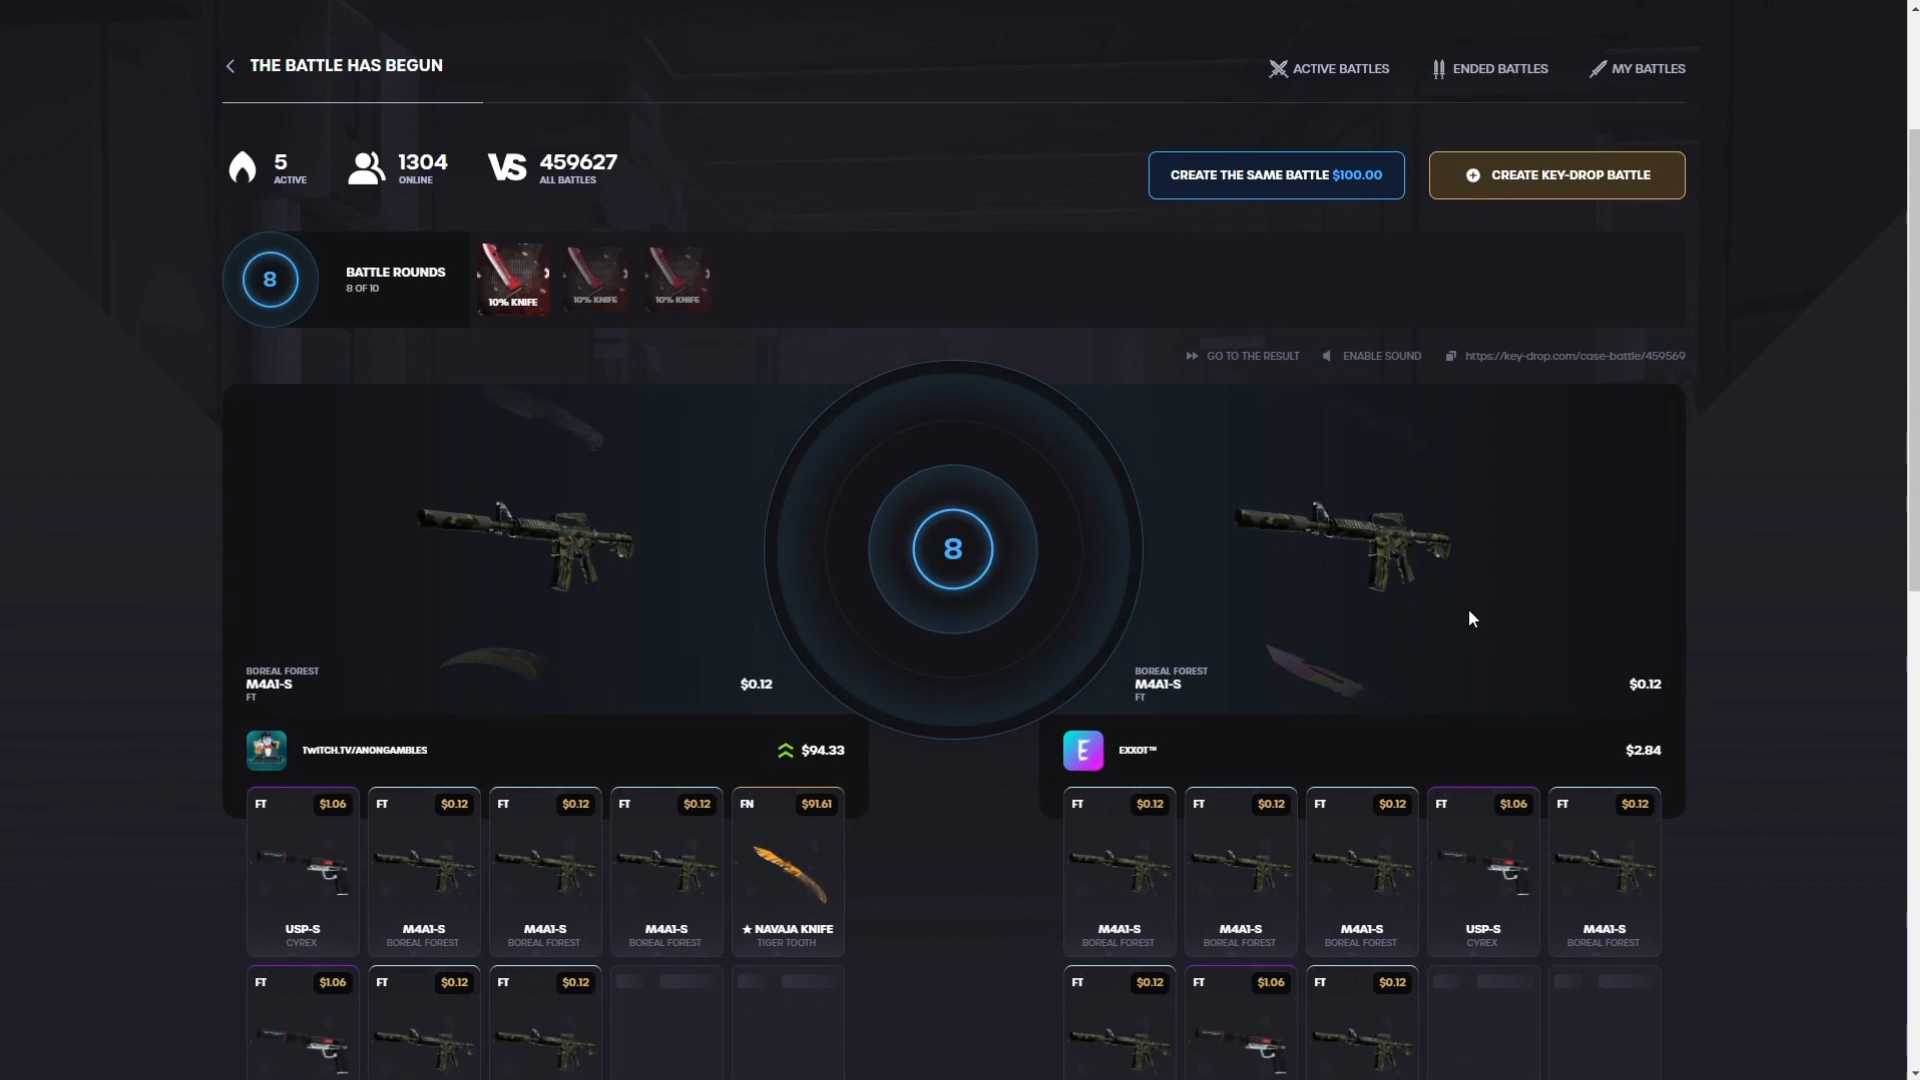 THE BATTLE HAS BEGUN
ACTIVE BATTLES
ENDED BATTLES
MY BATTLES
5
ACTIVE
1304
ONLINE
VS
459627
ALL BATTLES
CREATE THE SAME BATTLE $100.00
CREATE KEY-DROP BATTLE
8
BATTLE ROUNDS
8 OF 10
10% KNIFE
10% KNIFE
10% KNIFE
GO TO THE RESULT
ENABLE SOUND
https://key-drop.com/case-battle/459569
8
BOREAL FOREST
M4A1-S
FT
$0.12
BOREAL FOREST
M4A1-S
FT
$0.12
TWITCH.TV/ANONGAMBLES
$94.33
E
EXXOT™
$2.84
FT $1.06
USP-S
CYREX
FT $0.12
M4A1-S
BOREAL FOREST
FT $0.12
M4A1-S
BOREAL FOREST
FT $0.12
M4A1-S
BOREAL FOREST
FN $91.61
★ NAVAJA KNIFE
TIGER TOOTH
FT $0.12
M4A1-S
BOREAL FOREST
FT $0.12
M4A1-S
BOREAL FOREST
FT $0.12
M4A1-S
BOREAL FOREST
FT $1.06
USP-S
CYREX
FT $0.12
M4A1-S
BOREAL FOREST
FT $1.06
FT $0.12
FT $0.12
FT $0.12
FT $1.06
FT $0.12